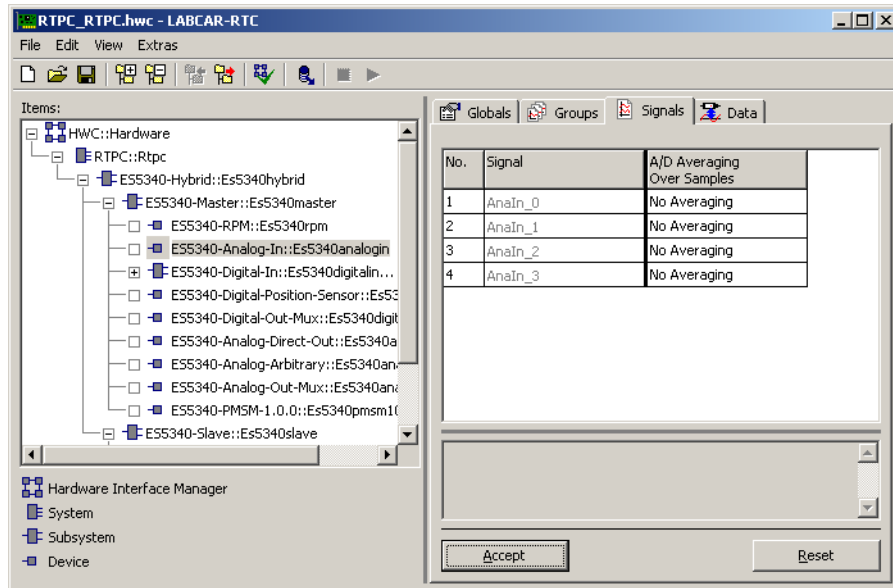 RTPC_RTPC.hwc - LABCAR-RTC
File Edit View Extras
Items:
HWC::Hardware
RTPC::Rtpc
ES5340-Hybrid::Es5340hybrid
ES5340-Master::Es5340master
ES5340-RPM::Es5340rpm
ES5340-Analog-In::Es5340analogin
ES5340-Digital-In::Es5340digitalin...
ES5340-Digital-Position-Sensor::Es53
ES5340-Digital-Out-Mux::Es5340digit
ES5340-Analog-Direct-Out::Es5340a
ES5340-Analog-Arbitrary::Es5340an
ES5340-Analog-Out-Mux::Es5340ana
ES5340-PMSM-1.0.0::Es5340pmsm10
ES5340-Slave::Es5340slave
Hardware Interface Manager
System
Subsystem
Device
Globals Groups Signals Data
No. Signal A/D Averaging
Over Samples
1 AnaIn_0 No Averaging
2 AnaIn_1 No Averaging
3 AnaIn_2 No Averaging
4 AnaIn_3 No Averaging
Accept Reset